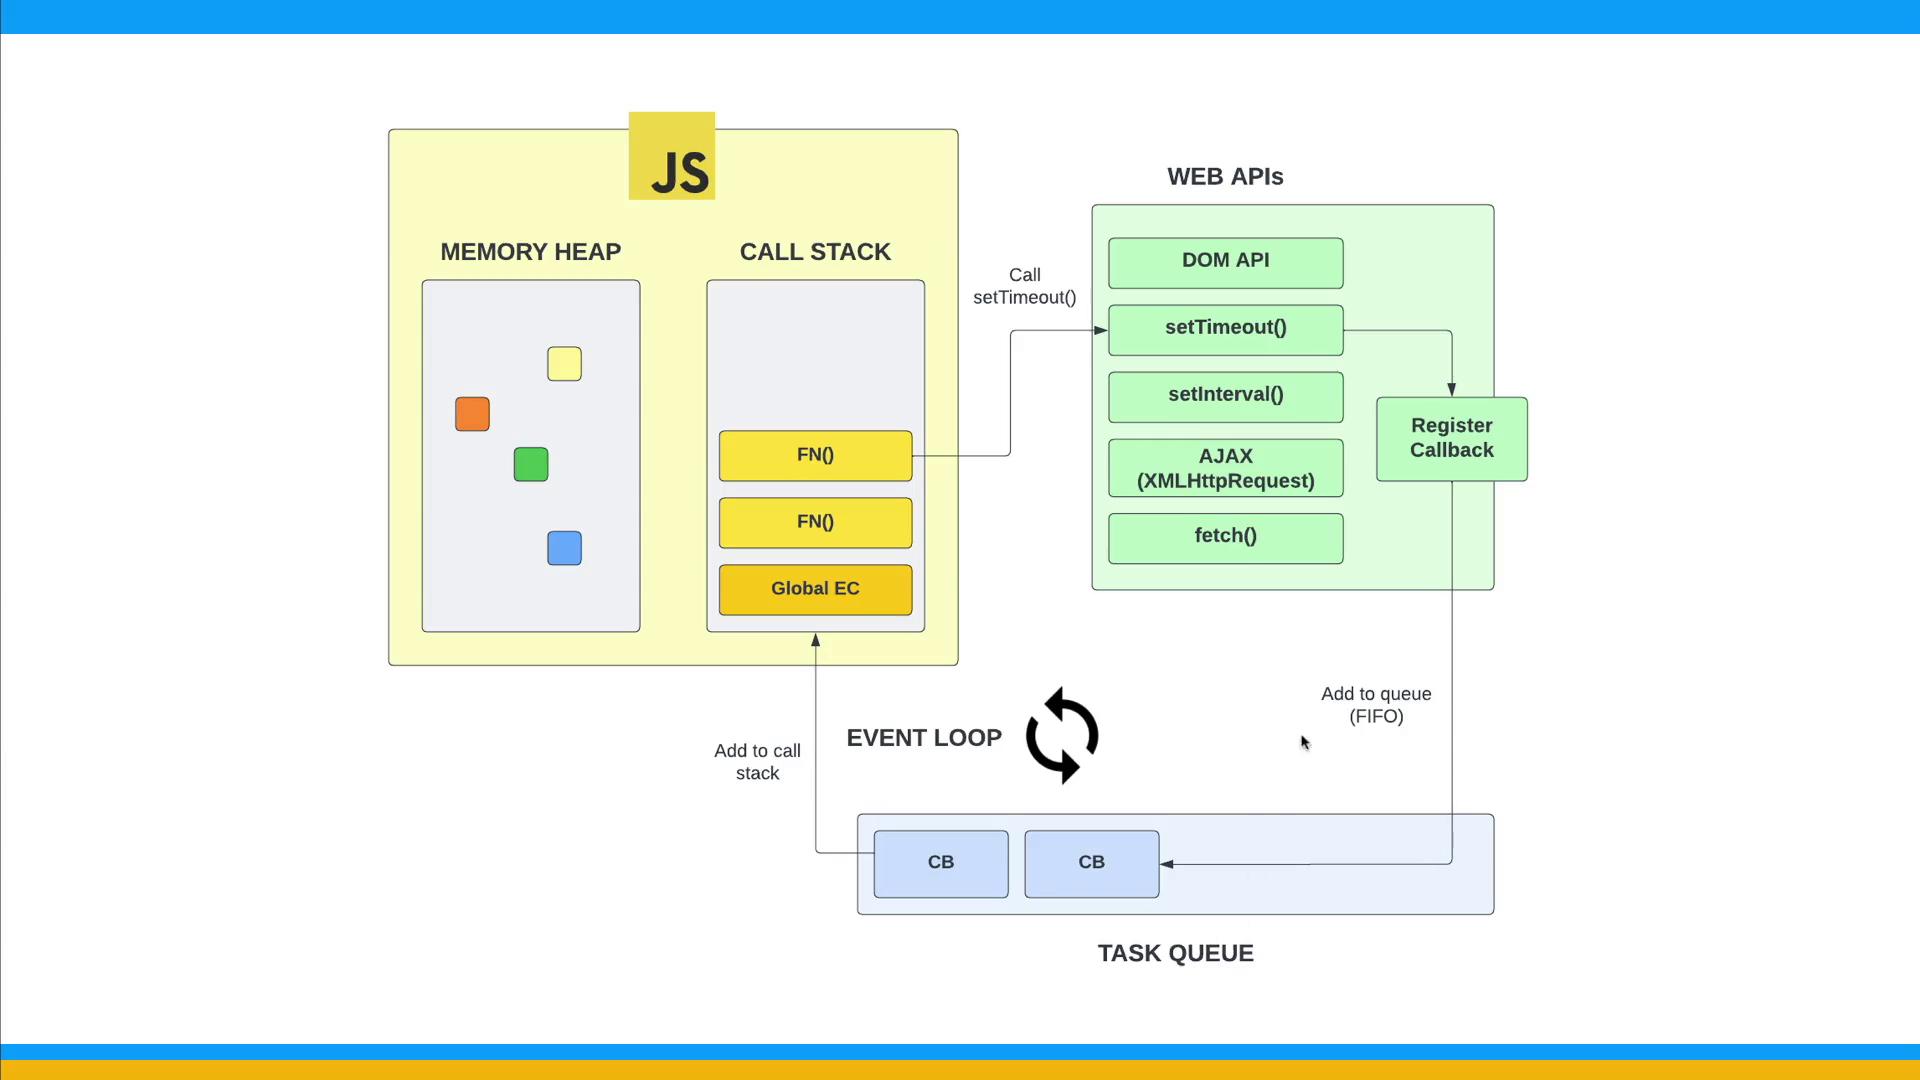 JS
MEMORY HEAP
CALL STACK
FN()
FN()
Global EC
Call
setTimeout()
WEB APIs
DOM API
setTimeout()
setInterval()
AJAX
(XMLHttpRequest)
fetch()
Register
Callback
Add to queue
(FIFO)
EVENT LOOP
Add to call
stack
CB
CB
TASK QUEUE